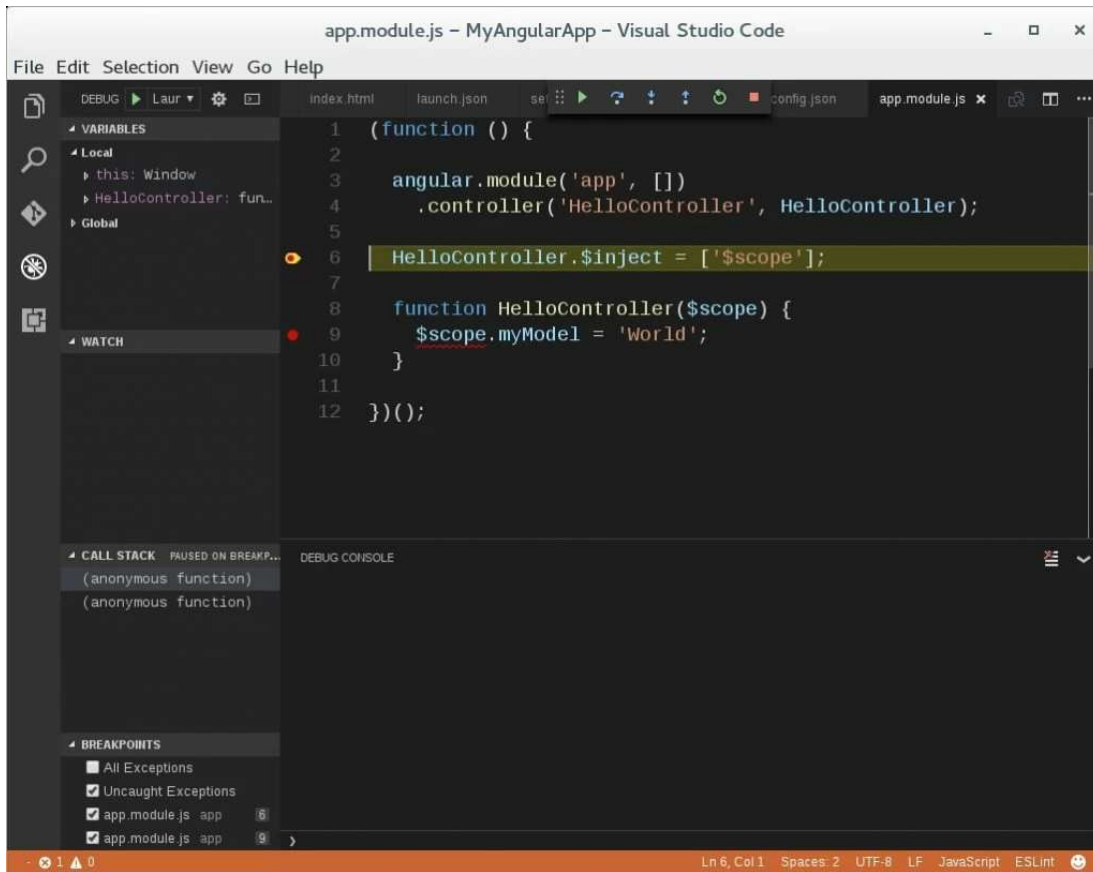 app.module.js – MyAngularApp – Visual Studio Code
File Edit Selection View Go Help
DEBUG Laur
index.html launch.json config.json app.module.js
VARIABLES
Local
this: Window
HelloController: fun…
Global
WATCH
CALL STACK PAUSED ON BREAKP...
(anonymous function)
(anonymous function)
BREAKPOINTS
All Exceptions
Uncaught Exceptions
app.module.js app 6
app.module.js app 9
1 (function () {
2
3 angular.module('app', [])
4 .controller('HelloController', HelloController);
5
6 HelloController.$inject = ['$scope'];
7
8 function HelloController($scope) {
9 $scope.myModel = 'World';
10 }
11
12 })();
DEBUG CONSOLE
1 0 Ln 6, Col 1 Spaces: 2 UTF-8 LF JavaScript ESLint